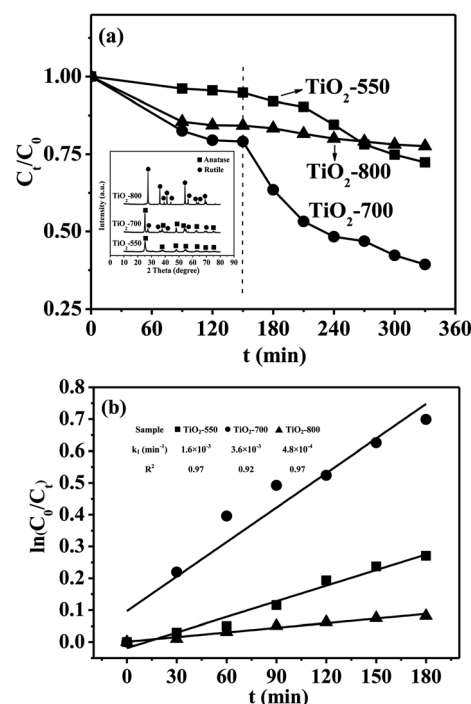 (a)
1.00
0.75
0.50
0.25
Cₜ/C₀
TiO₂-550
TiO₂-800
TiO₂-700
Anatase
Rutile
Intensity (a.u.)
TiO₂-800
TiO₂-700
TiO₂-550
10 20 30 40 50 60 70 80 90
2 Theta (degree)
0 60 120 180 240 300 360
t (min)
(b)
0.8
0.7
0.6
0.5
0.4
0.3
0.2
0.1
0.0
ln(C₀/Cₜ)
Sample TiO₂-550 TiO₂-700 TiO₂-800
k₁ (min⁻¹) 1.6×10⁻³ 3.6×10⁻³ 4.8×10⁻⁴
R² 0.97 0.92 0.97
0 30 60 90 120 150 180
t (min)